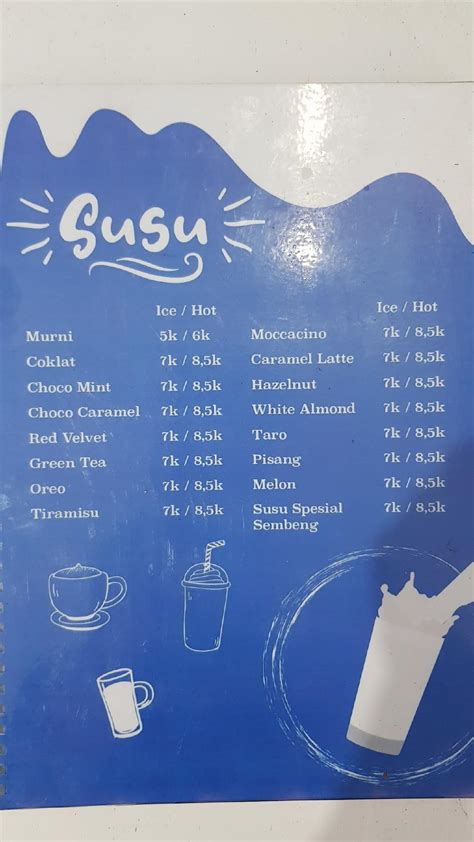 Susu
Ice / Hot
Murni 5k / 6k
Coklat 7k / 8,5k
Choco Mint 7k / 8,5k
Choco Caramel 7k / 8,5k
Red Velvet 7k / 8,5k
Green Tea 7k / 8,5k
Oreo 7k / 8,5k
Tiramisu 7k / 8,5k
Ice / Hot
Moccacino 7k / 8,5k
Caramel Latte 7k / 8,5k
Hazelnut 7k / 8,5k
White Almond 7k / 8,5k
Taro 7k / 8,5k
Pisang 7k / 8,5k
Melon 7k / 8,5k
Susu Spesial 7k / 8,5k
Sembeng